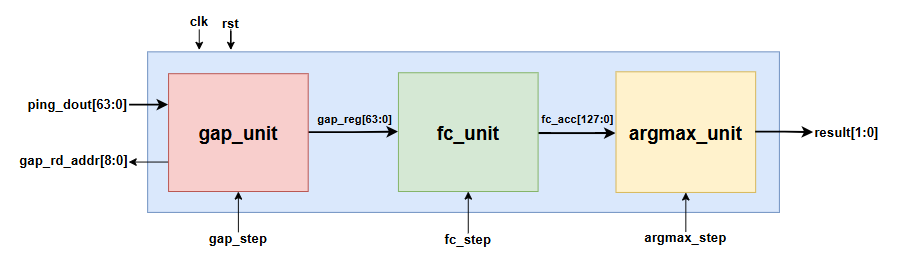 clk
rst
ping_dout[63:0]
gap_rd_addr[8:0]
gap_unit
gap_reg[63:0]
fc_unit
fc_acc[127:0]
argmax_unit
result[1:0]
gap_step
fc_step
argmax_step